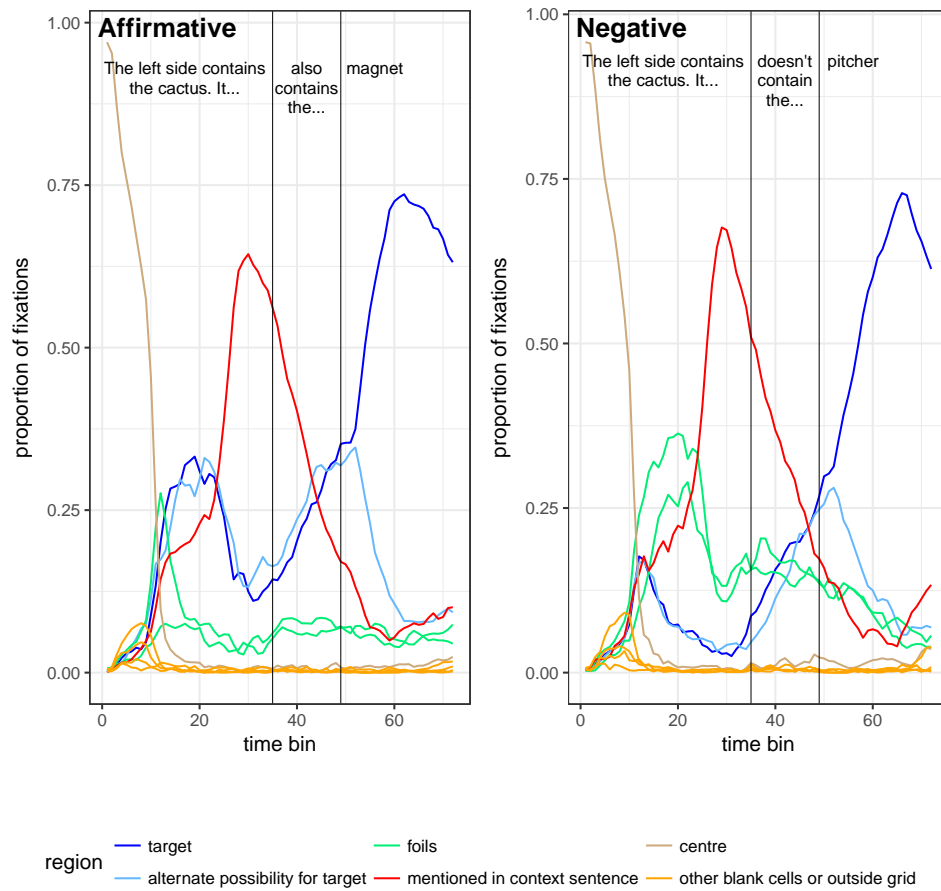 Affirmative
The left side contains
the cactus. It...
also
contains
the...
magnet
proportion of fixations
1.00
0.75
0.50
0.25
0.00
0
20
40
60
time bin
Negative
The left side contains
the cactus. It...
doesn't
contain
the...
pitcher
proportion of fixations
1.00
0.75
0.50
0.25
0.00
0
20
40
60
time bin
region
target
foils
centre
alternate possibility for target
mentioned in context sentence
other blank cells or outside grid